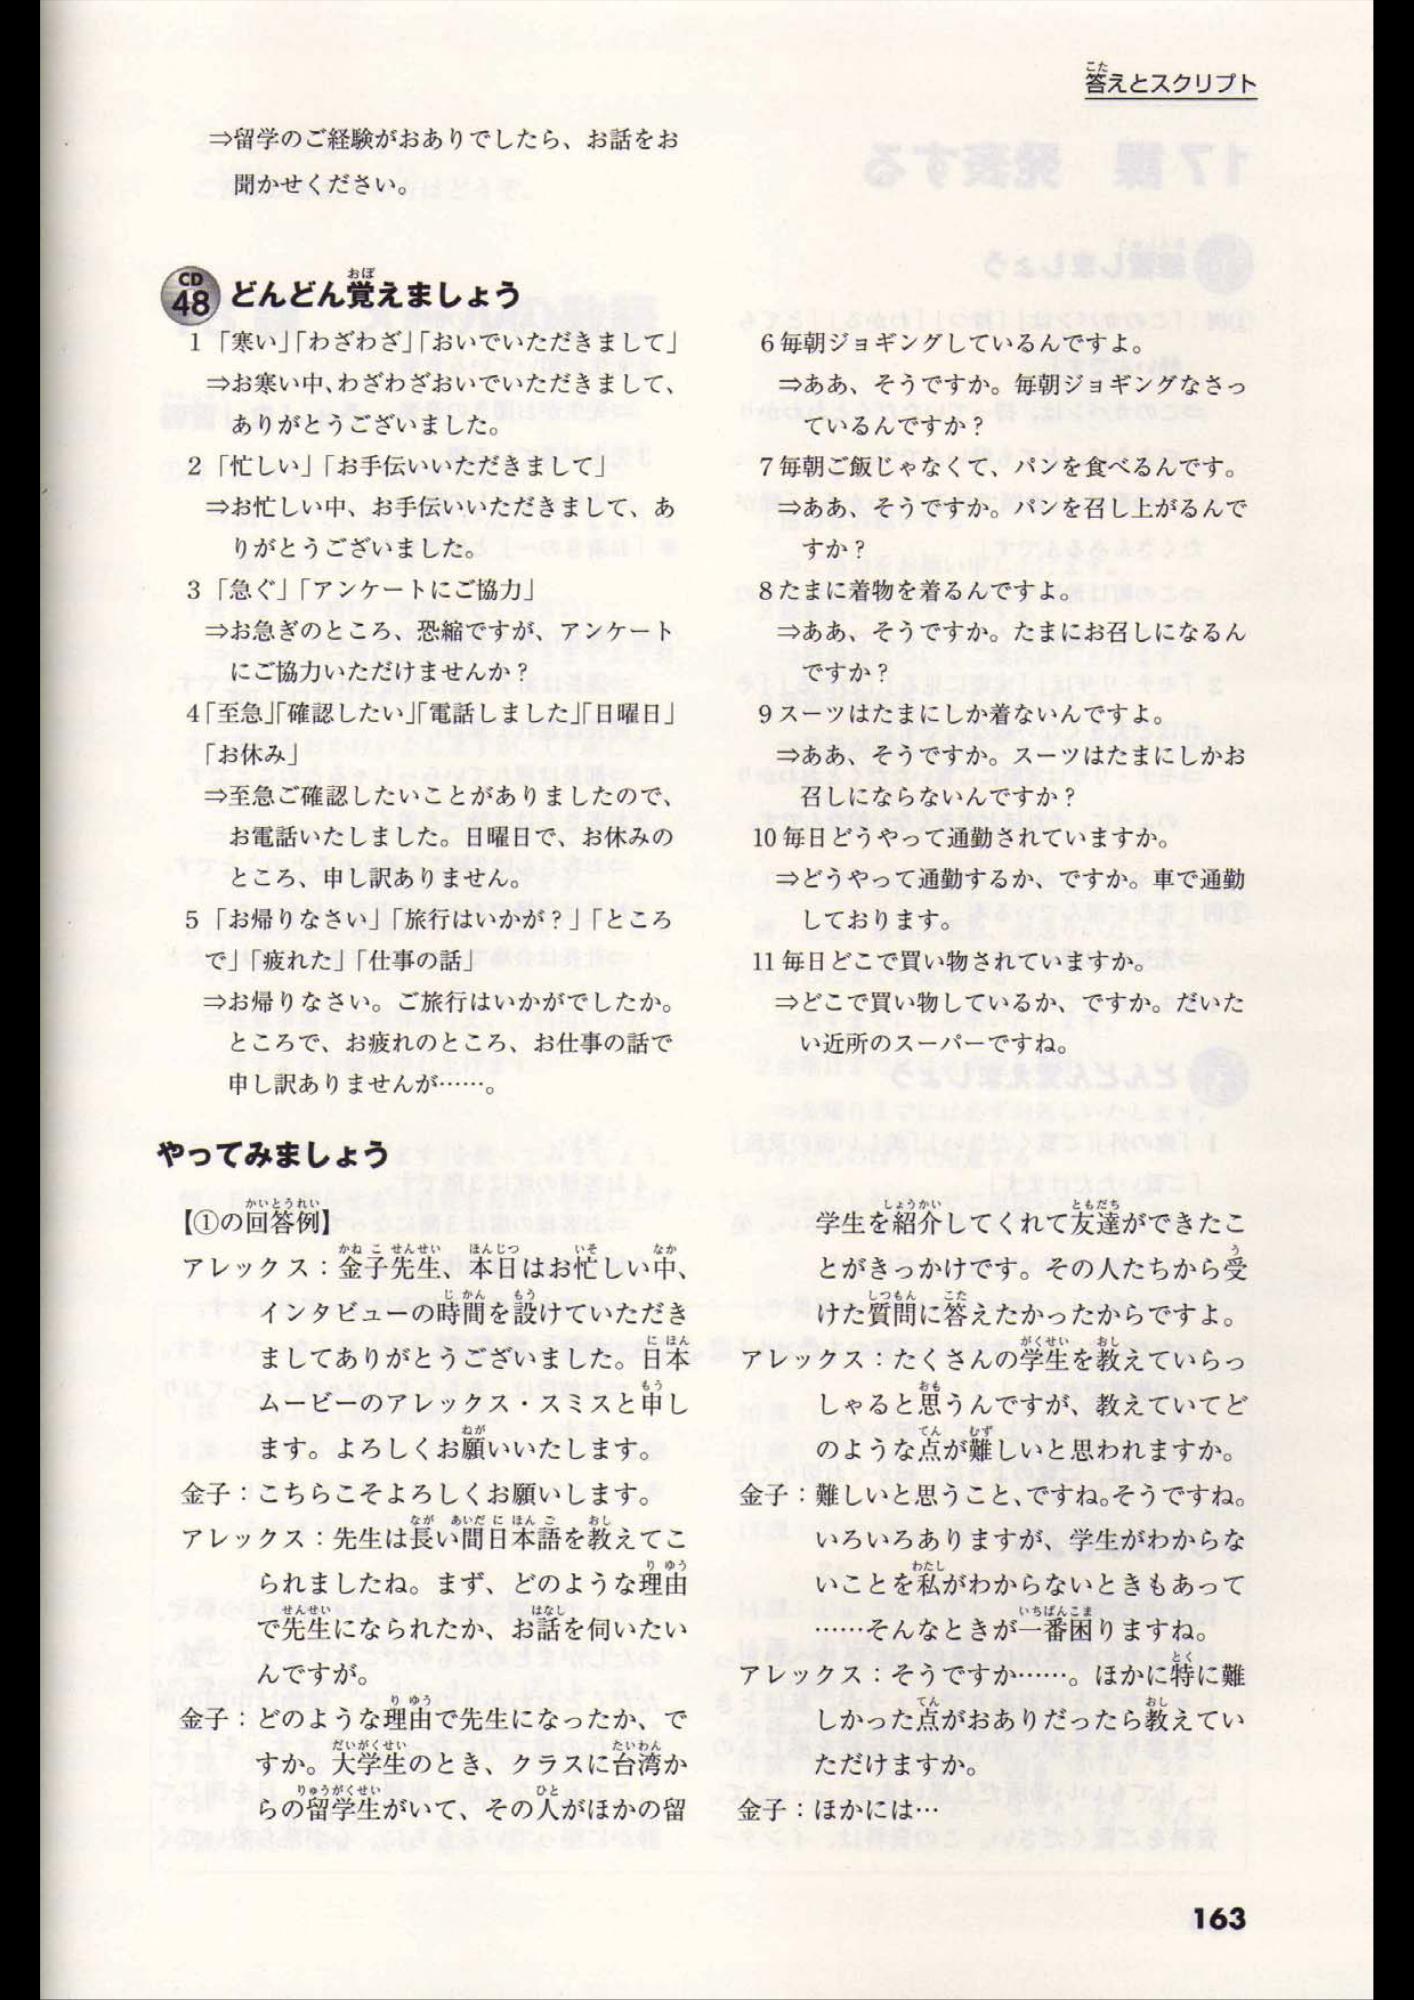 答えとスクリプト
⇒留学のご経験がおありでしたら、お話をお
聞かせください。
CD 48 どんどん覚えましょう
1「寒い」「わざわざ」「おいでいただきまして」
⇒お寒い中、わざわざおいでいただきまして、
ありがとうございました。
2「忙しい」「お手伝いいただきまして」
⇒お忙しい中、お手伝いいただきまして、あ
りがとうございました。
3「急ぐ」「アンケートにご協力」
⇒お急ぎのところ、恐縮ですが、アンケート
にご協力いただけませんか？
4「至急」「確認したい」「電話しました」「日曜日」
「お休み」
⇒至急ご確認したいことがありましたので、
お電話いたしました。日曜日で、お休みの
ところ、申し訳ありません。
5「お帰りなさい」「旅行はいかが？」「ところ
で」「疲れた」「仕事の話」
⇒お帰りなさい。ご旅行はいかがでしたか。
ところで、お疲れのところ、お仕事の話で
申し訳ありませんが……。
6毎朝ジョギングしているんですよ。
⇒ああ、そうですか。毎朝ジョギングなさっ
ているんですか？
7毎朝ご飯じゃなくて、パンを食べるんです。
⇒ああ、そうですか。パンを召し上がるんで
すか？
8たまに着物を着るんですよ。
⇒ああ、そうですか。たまにお召しになるん
ですか？
9スーツはたまにしか着ないんですよ。
⇒ああ、そうですか。スーツはたまにしかお
召しにならないんですか？
10毎日どうやって通勤されていますか。
⇒どうやって通勤するか、ですか。車で通勤
しております。
11毎日どこで買い物されていますか。
⇒どこで買い物しているか、ですか。だいた
い近所のスーパーですね。
やってみましょう
【①の回答例】
アレックス：金子先生、本日はお忙しい中、
インタビューの時間を設けていただき
ましてありがとうございました。日本
ムービーのアレックス・スミスと申し
ます。よろしくお願いいたします。
金子：こちらこそよろしくお願いします。
アレックス：先生は長い間日本語を教えてこ
られましたね。まず、どのような理由
で先生になられたか、お話を伺いたい
んですが。
金子：どのような理由で先生になったか、で
すか。大学生のとき、クラスに台湾か
らの留学生がいて、その人がほかの留
学生を紹介してくれて友達ができたこ
とがきっかけです。その人たちから受
けた質問に答えたかったからですよ。
アレックス：たくさんの学生を教えていらっ
しゃると思うんですが、教えていてど
のような点が難しいと思われますか。
金子：難しいと思うこと、ですね。そうですね。
いろいろありますが、学生がわからな
いことを私がわからないときもあって
……そんなときが一番困りますね。
アレックス：そうですか……。ほかに特に難
しかった点がおありだったら教えてい
ただけますか。
金子：ほかには…
163